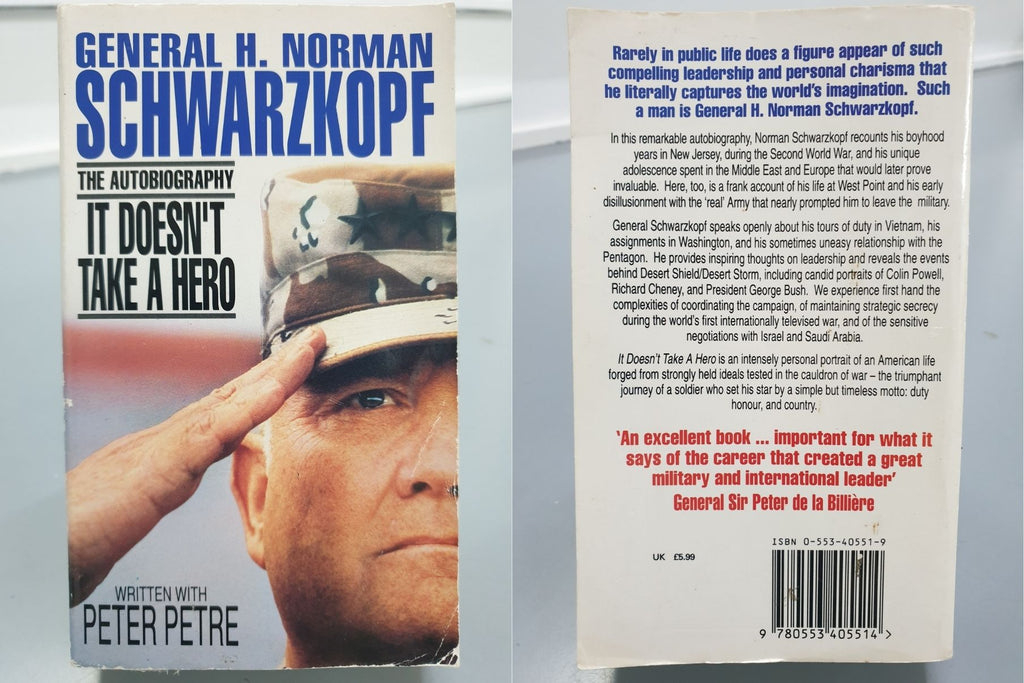 GENERAL H. NORMAN
SCHWARZKOPF
THE AUTOBIOGRAPHY
IT DOESN'T
TAKE A HERO
WRITTEN WITH
PETER PETRE
Rarely in public life does a figure appear of such
compelling leadership and personal charisma that
he literally captures the world's imagination. Such
a man is General H. Norman Schwarzkopf.
In this remarkable autobiography, Norman Schwarzkopf recounts his boyhood
years in New Jersey, during the Second World War, and his unique
adolescence spent in the Middle East and Europe that would later prove
invaluable. Here, too, is a frank account of his life at West Point and his early
disillusionment with the 'real' Army that nearly prompted him to leave the military.
General Schwarzkopf speaks openly about his tours of duty in Vietnam, his
assignments in Washington, and his sometimes uneasy relationship with the
Pentagon. He provides inspiring thoughts on leadership and reveals the events
behind Desert Shield/Desert Storm, including candid portraits of Colin Powell,
Richard Cheney, and President George Bush. We experience first hand the
complexities of coordinating the campaign, of maintaining strategic secrecy
during the world's first internationally televised war, and of the sensitive
negotiations with Israel and Saudi Arabia.
It Doesn't Take A Hero is an intensely personal portrait of an American life
forged from strongly held ideals tested in the cauldron of war – the triumphant
journey of a soldier who set his star by a simple but timeless motto: duty
honour, and country.
'An excellent book ... important for what it
says of the career that created a great
military and international leader'
General Sir Peter de la Billière
ISBN 0-553-40551-9
UK £5.99
9 780553 405514 >